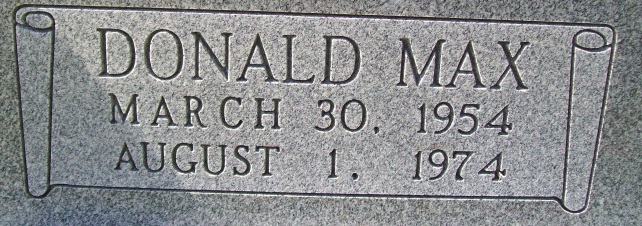 DONALD MAX
MARCH 30, 1954
AUGUST 1, 1974